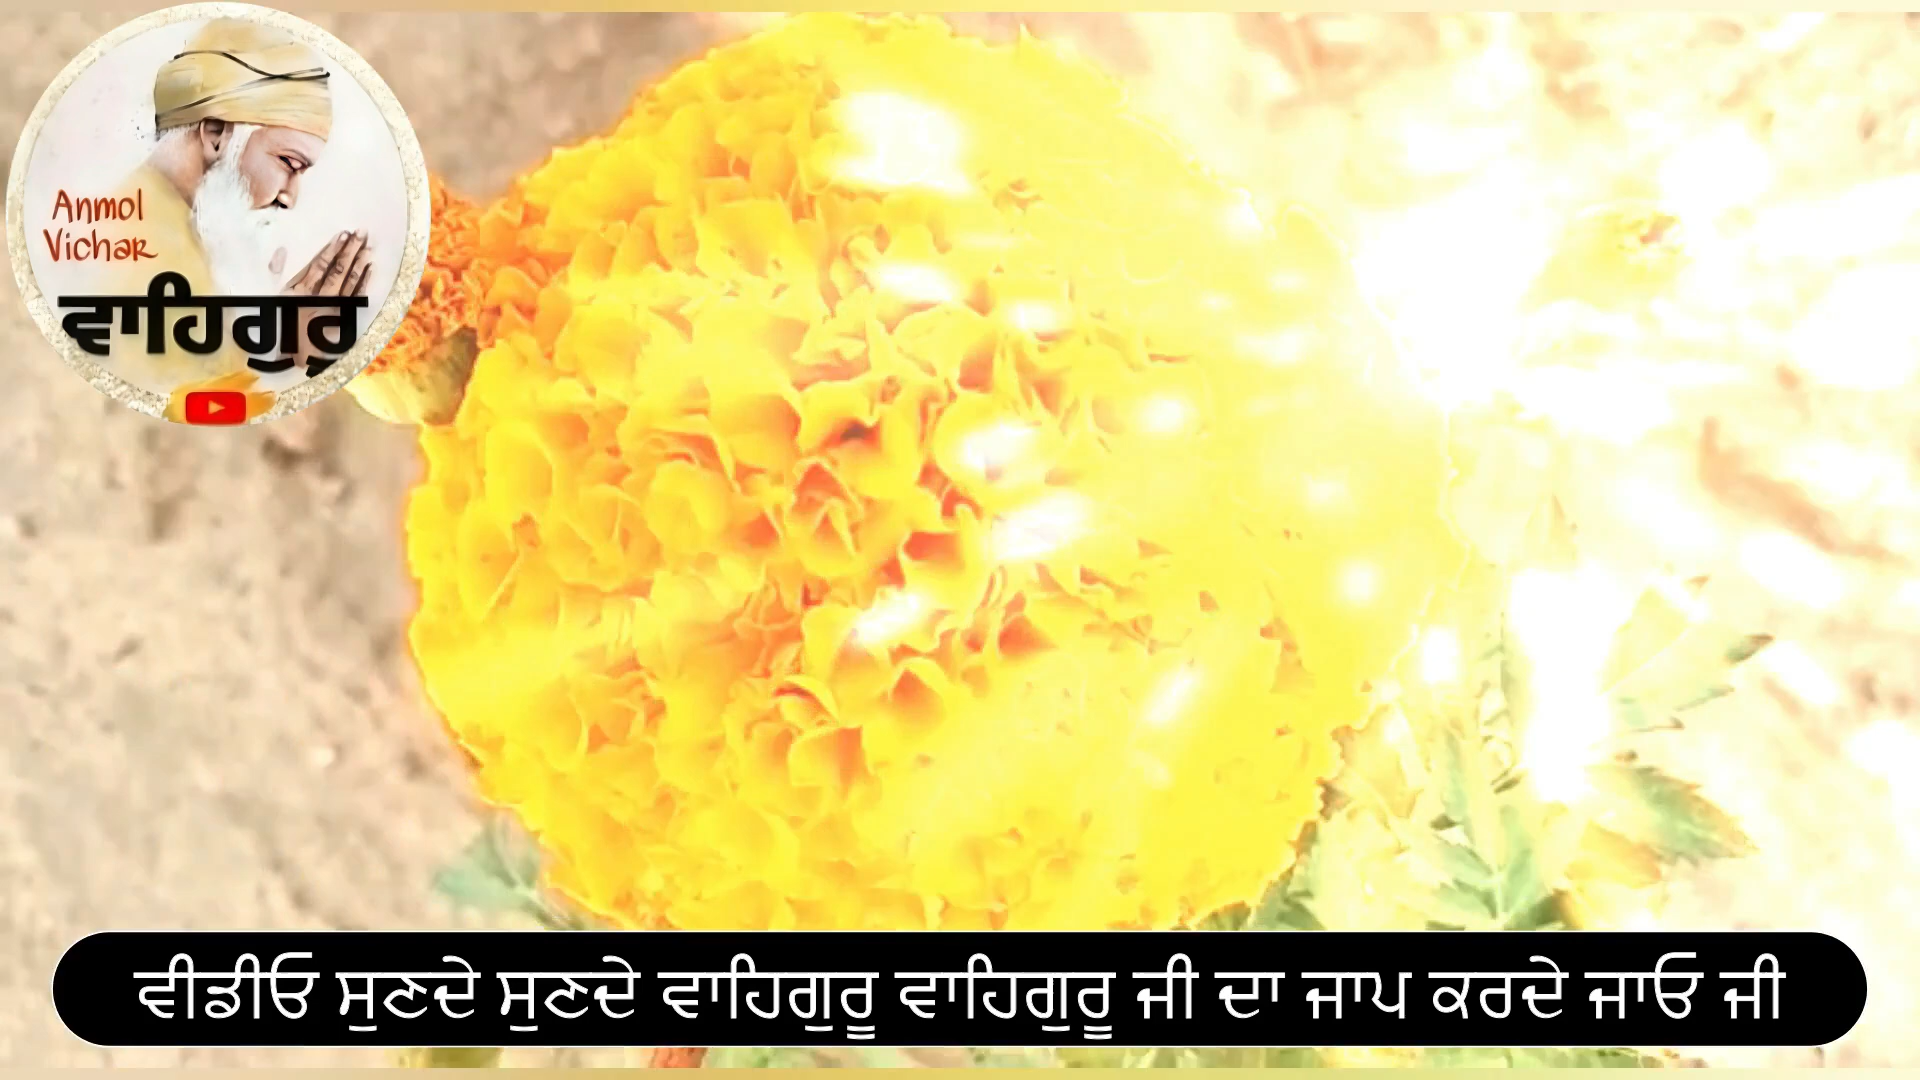 Anmol
Vichar
ਵਾਹਿਗੁਰੂ
ਵੀਡੀਓ ਸੁਣਦੇ ਸੁਣਦੇ ਵਾਹਿਗੁਰੂ ਵਾਹਿਗੁਰੂ ਜੀ ਦਾ ਜਾਪ ਕਰਦੇ ਜਾਓ ਜੀ